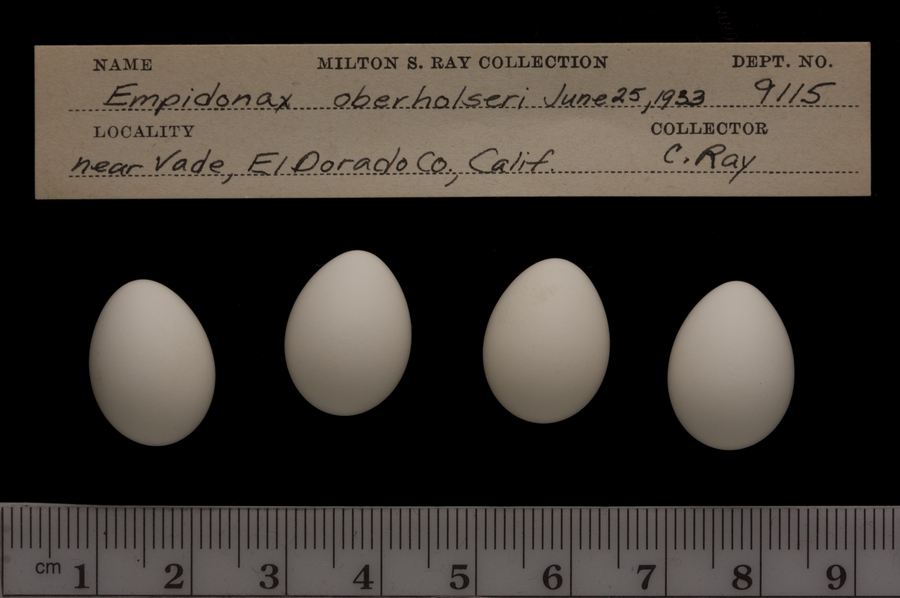 NAME MILTON S. RAY COLLECTION DEPT. NO.
Empidonax oberholseri June 25, 1933 9115
LOCALITY COLLECTOR
near Vade, El Dorado Co., Calif. C. Ray
cm 1 2 3 4 5 6 7 8 9